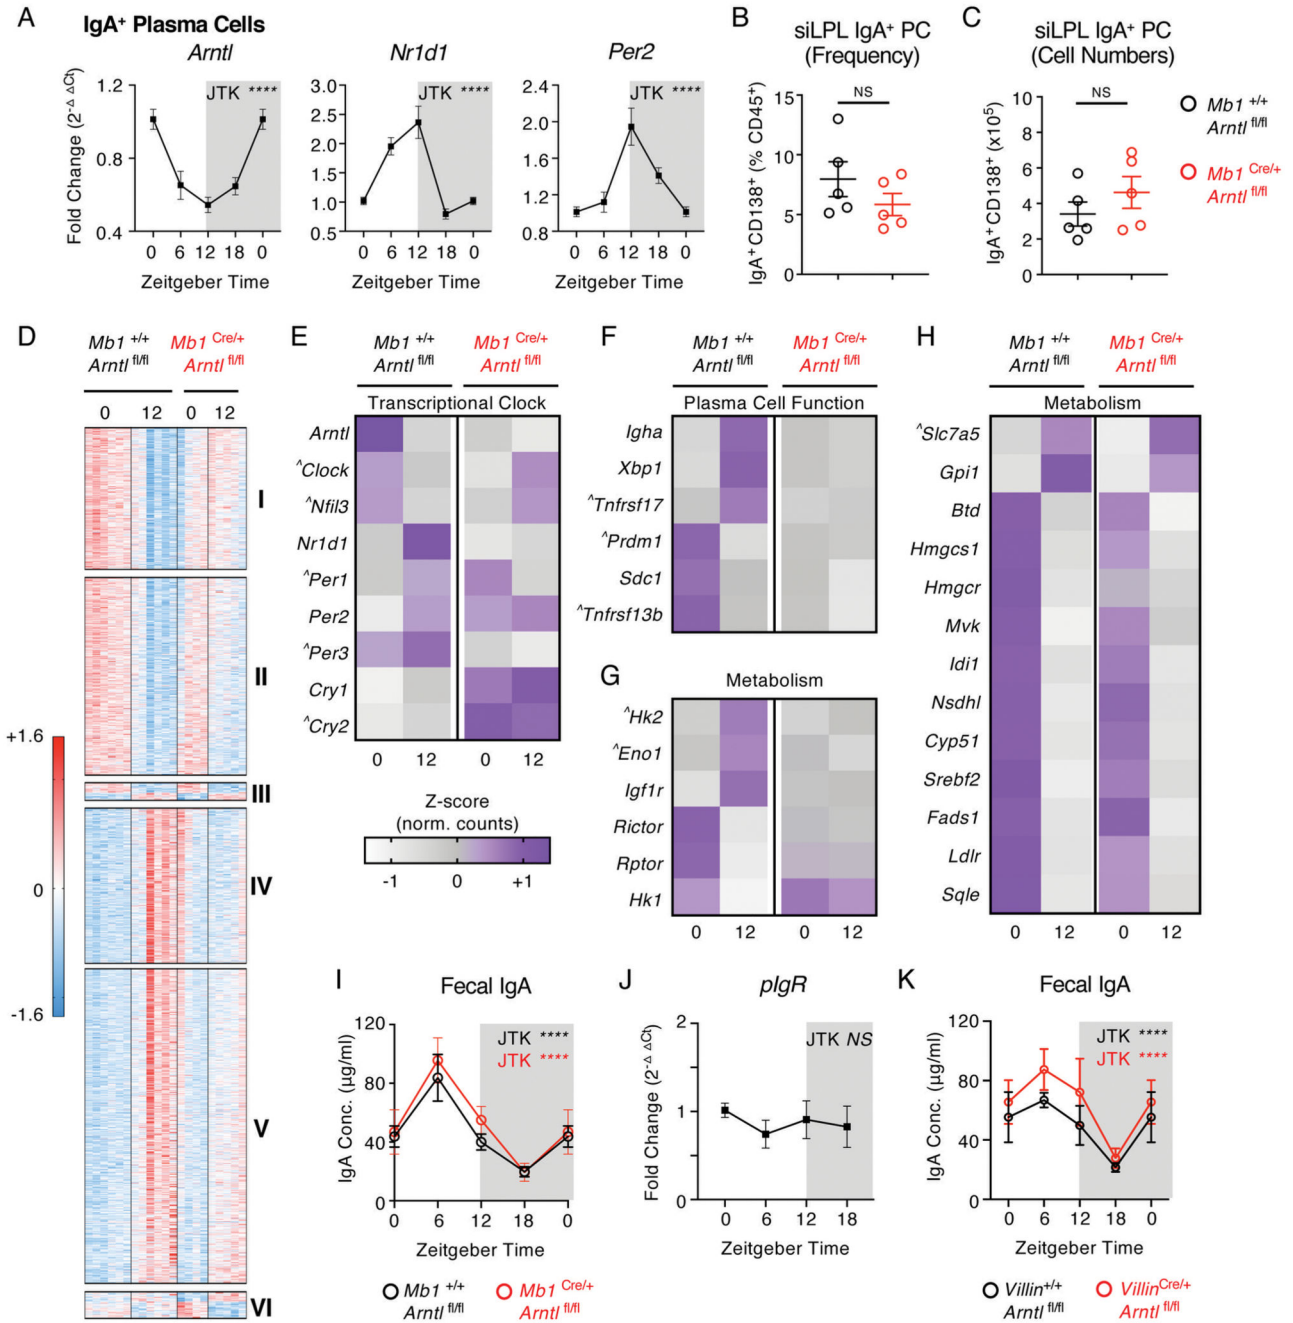 A
IgA⁺ Plasma Cells
Arntl
Nr1d1
Per2
Fold Change (2^-Δ ΔCt)
1.2
0.8
0.4
JTK ****
0 6 12 18 0
Zeitgeber Time
3.0
2.5
2.0
1.5
1.0
0.5
JTK ****
0 6 12 18 0
Zeitgeber Time
2.4
2.0
1.6
1.2
0.8
JTK ****
0 6 12 18 0
Zeitgeber Time
B
siLPL IgA⁺ PC
(Frequency)
IgA⁺CD138⁺ (% CD45⁺)
15
10
5
0
NS
C
siLPL IgA⁺ PC
(Cell Numbers)
IgA⁺CD138⁺ (x10⁵)
10
8
6
4
2
0
NS
Mb1 +/+
Arntl fl/fl
Mb1 Cre/+
Arntl fl/fl
D
Mb1 +/+
Arntl fl/fl
Mb1 Cre/+
Arntl fl/fl
0 12 0 12
I
II
III
IV
V
VI
+1.6
0
-1.6
E
Mb1 +/+
Arntl fl/fl
Mb1 Cre/+
Arntl fl/fl
Transcriptional Clock
Arntl
^Clock
^Nfil3
Nr1d1
^Per1
Per2
^Per3
Cry1
^Cry2
0 12 0 12
Z-score
(norm. counts)
-1 0 +1
F
Mb1 +/+
Arntl fl/fl
Mb1 Cre/+
Arntl fl/fl
Plasma Cell Function
Igha
Xbp1
^Tnfrsf17
^Prdm1
Sdc1
^Tnfrsf13b
G
Metabolism
^Hk2
^Eno1
Igf1r
Rictor
Rptor
Hk1
0 12 0 12
H
Mb1 +/+
Arntl fl/fl
Mb1 Cre/+
Arntl fl/fl
Metabolism
^Slc7a5
Gpi1
Btd
Hmgcs1
Hmgcr
Mvk
Idi1
Nsdhl
Cyp51
Srebf2
Fads1
Ldlr
Sqle
0 12 0 12
I
Fecal IgA
IgA Conc. (µg/ml)
120
80
40
0
JTK ****
JTK ****
0 6 12 18 0
Zeitgeber Time
Mb1 +/+
Arntl fl/fl
Mb1 Cre/+
Arntl fl/fl
J
pIgR
Fold Change (2^-Δ ΔCt)
2
1
0
JTK NS
0 6 12 18
Zeitgeber Time
K
Fecal IgA
IgA Conc. (µg/ml)
120
80
40
0
JTK ****
JTK ****
0 6 12 18 0
Zeitgeber Time
Villin+/+
Arntl fl/fl
VillinCre/+
Arntl fl/fl